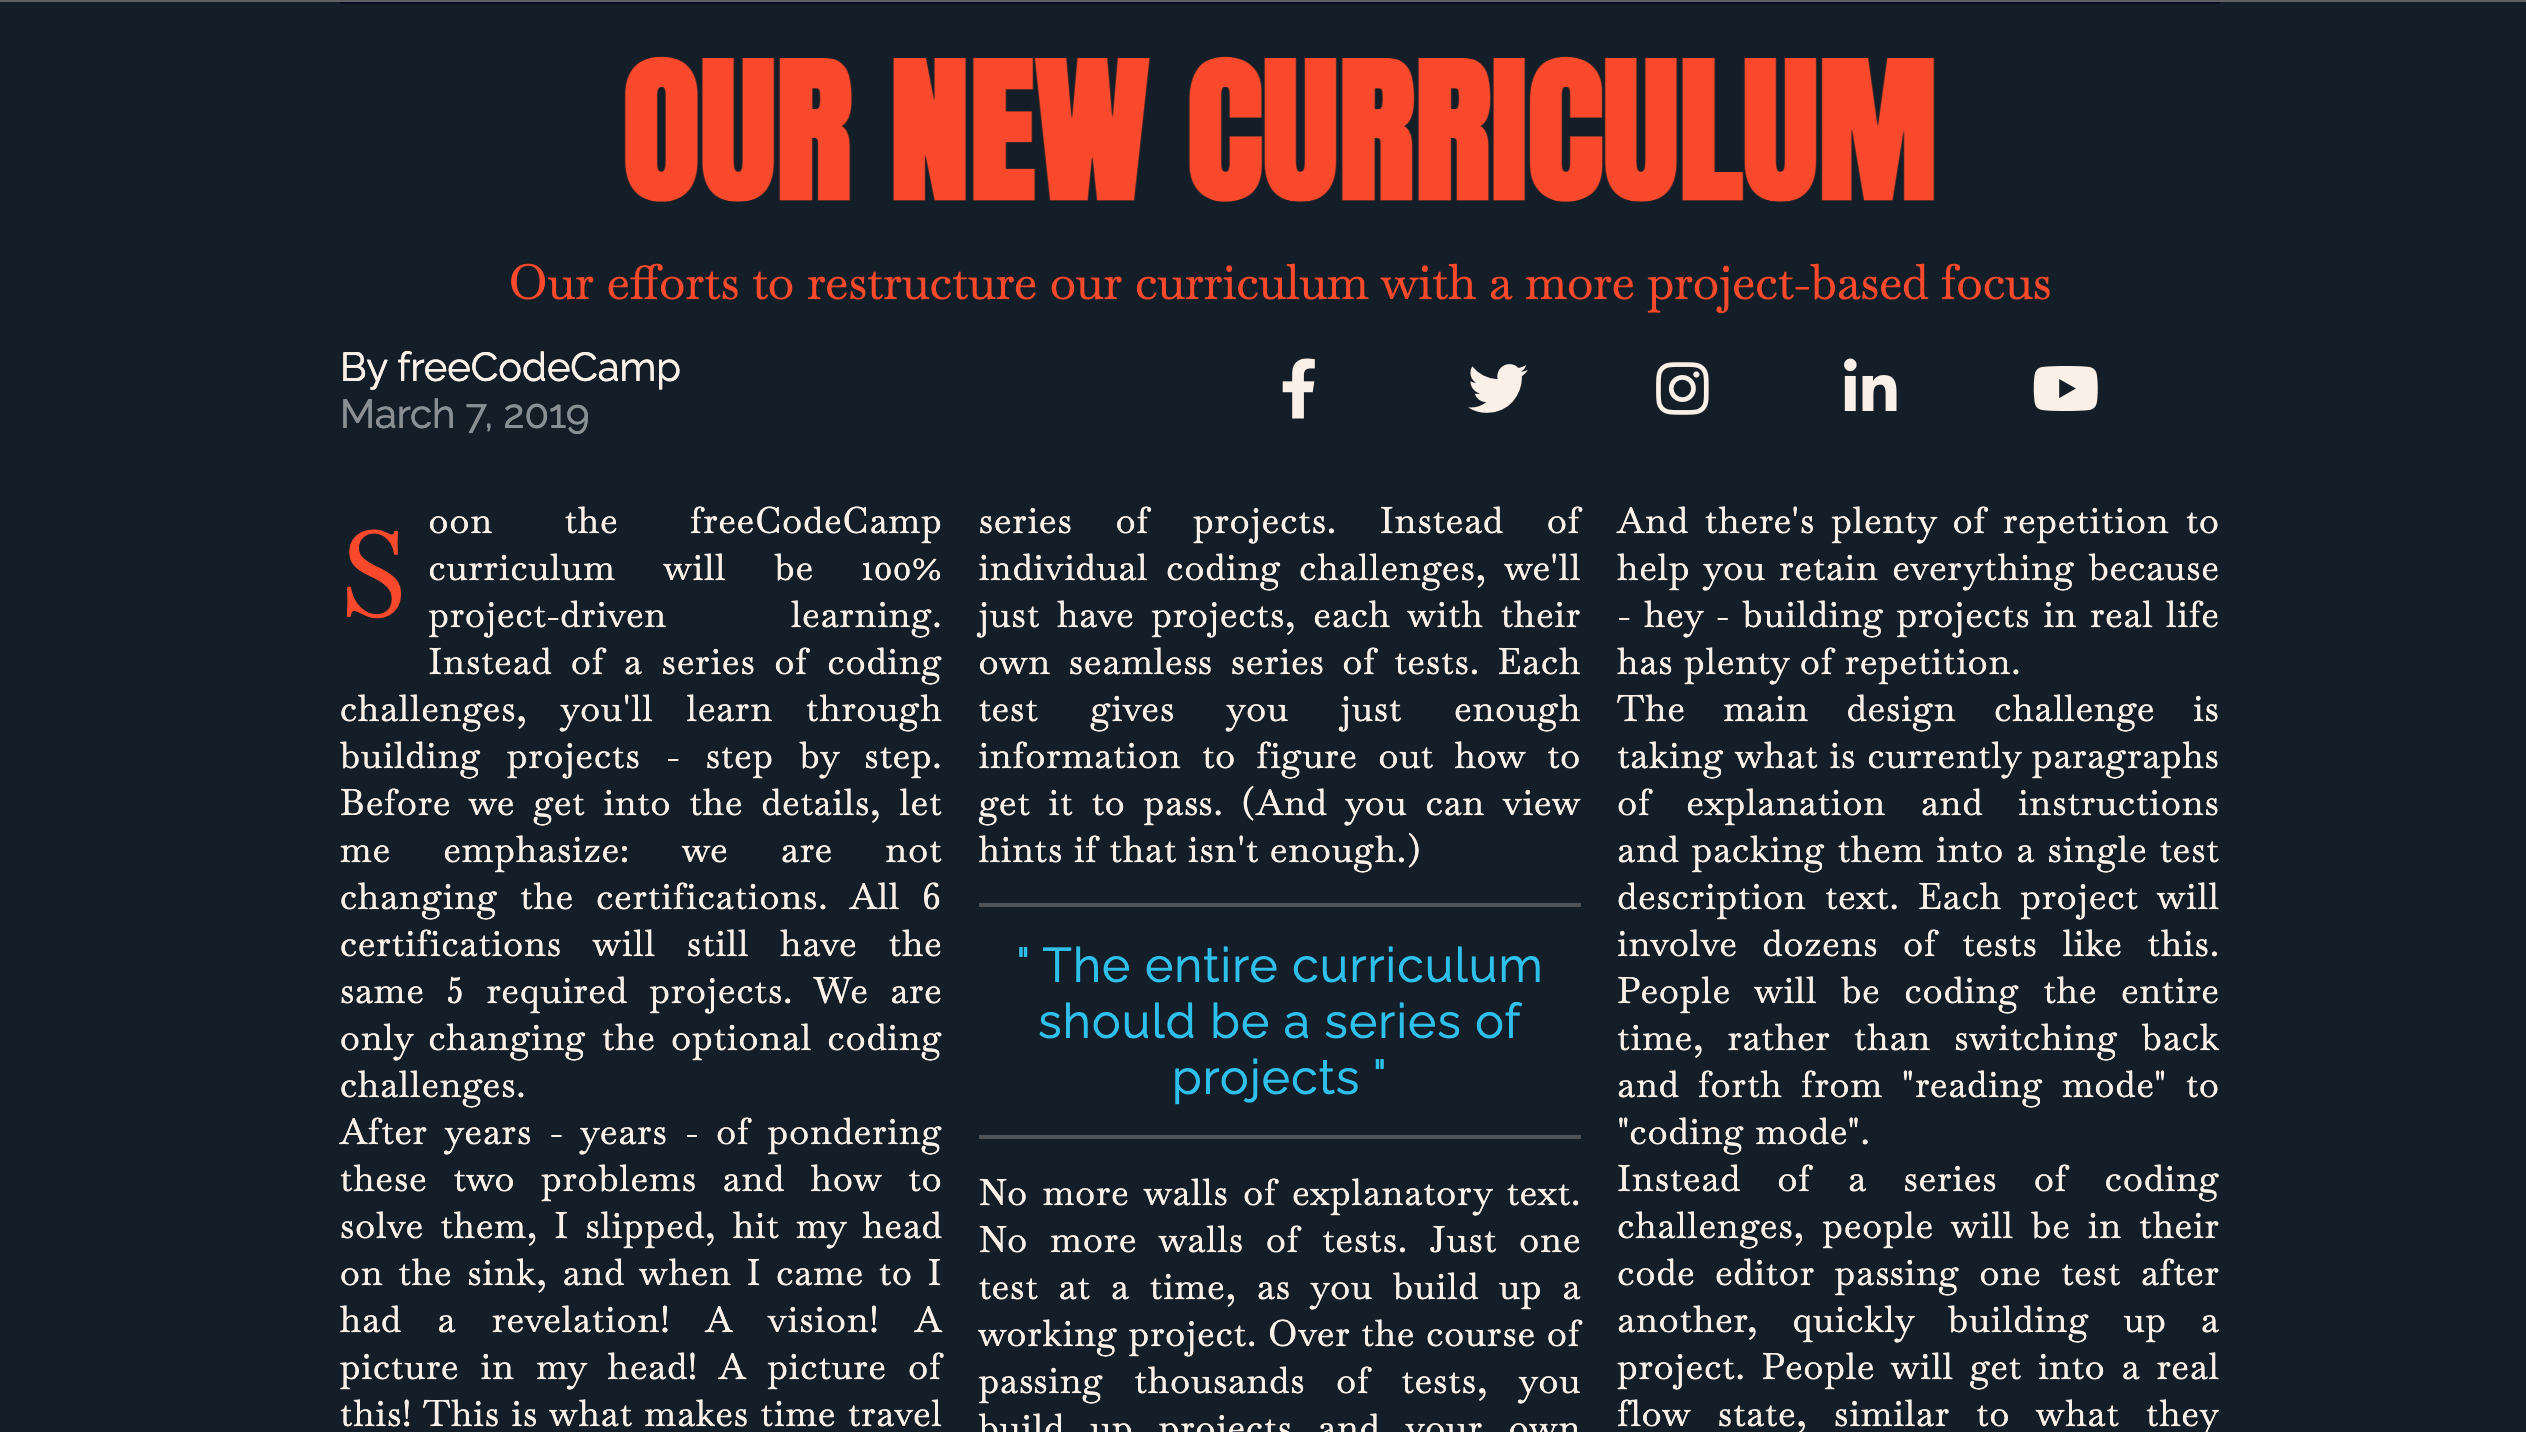 OUR NEW CURRICULUM
Our efforts to restructure our curriculum with a more project-based focus
By freeCodeCamp
March 7, 2019
Soon the freeCodeCamp
curriculum will be 100%
project-driven learning.
Instead of a series of coding
challenges, you'll learn through
building projects - step by step.
Before we get into the details, let
me emphasize: we are not
changing the certifications. All 6
certifications will still have the
same 5 required projects. We are
only changing the optional coding
challenges.
After years - years - of pondering
these two problems and how to
solve them, I slipped, hit my head
on the sink, and when I came to I
had a revelation! A vision! A
picture in my head! A picture of
this! This is what makes time travel
series of projects. Instead of
individual coding challenges, we'll
just have projects, each with their
own seamless series of tests. Each
test gives you just enough
information to figure out how to
get it to pass. (And you can view
hints if that isn't enough.)
" The entire curriculum
should be a series of
projects "
No more walls of explanatory text.
No more walls of tests. Just one
test at a time, as you build up a
working project. Over the course of
passing thousands of tests, you
build up projects and your own
And there's plenty of repetition to
help you retain everything because
- hey - building projects in real life
has plenty of repetition.
The main design challenge is
taking what is currently paragraphs
of explanation and instructions
and packing them into a single test
description text. Each project will
involve dozens of tests like this.
People will be coding the entire
time, rather than switching back
and forth from "reading mode" to
"coding mode".
Instead of a series of coding
challenges, people will be in their
code editor passing one test after
another, quickly building up a
project. People will get into a real
flow state, similar to what they